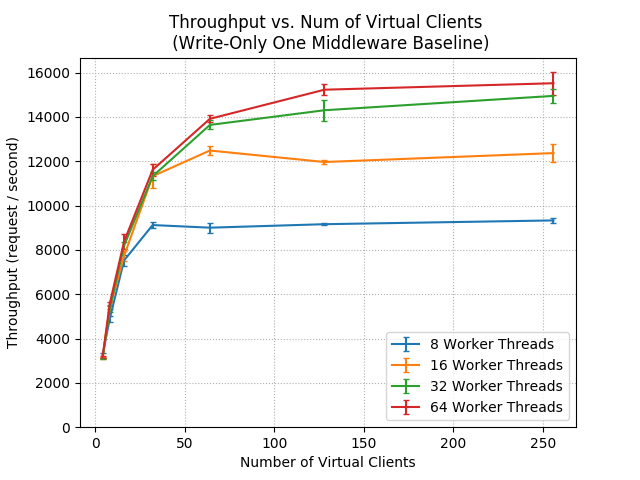 Throughput vs. Num of Virtual Clients
(Write-Only One Middleware Baseline)
Throughput (request / second)
16000
14000
12000
10000
8000
6000
4000
2000
0
8 Worker Threads
16 Worker Threads
32 Worker Threads
64 Worker Threads
0
50
100
150
200
250
Number of Virtual Clients